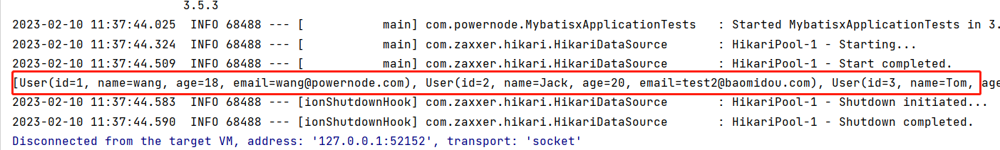 3.5.3
2023-02-10 11:37:44.025  INFO 68488 --- [           main] com.powernode.MybatisxApplicationTests   : Started MybatisxApplicationTests in 3.
2023-02-10 11:37:44.324  INFO 68488 --- [           main] com.zaxxer.hikari.HikariDataSource       : HikariPool-1 - Starting...
2023-02-10 11:37:44.509  INFO 68488 --- [           main] com.zaxxer.hikari.HikariDataSource       : HikariPool-1 - Start completed.
[User(id=1, name=wang, age=18, email=wang@powernode.com), User(id=2, name=Jack, age=20, email=test2@baomidou.com), User(id=3, name=Tom, age
2023-02-10 11:37:44.583  INFO 68488 --- [ionShutdownHook] com.zaxxer.hikari.HikariDataSource       : HikariPool-1 - Shutdown initiated...
2023-02-10 11:37:44.590  INFO 68488 --- [ionShutdownHook] com.zaxxer.hikari.HikariDataSource       : HikariPool-1 - Shutdown completed.
Disconnected from the target VM, address: '127.0.0.1:52152', transport: 'socket'